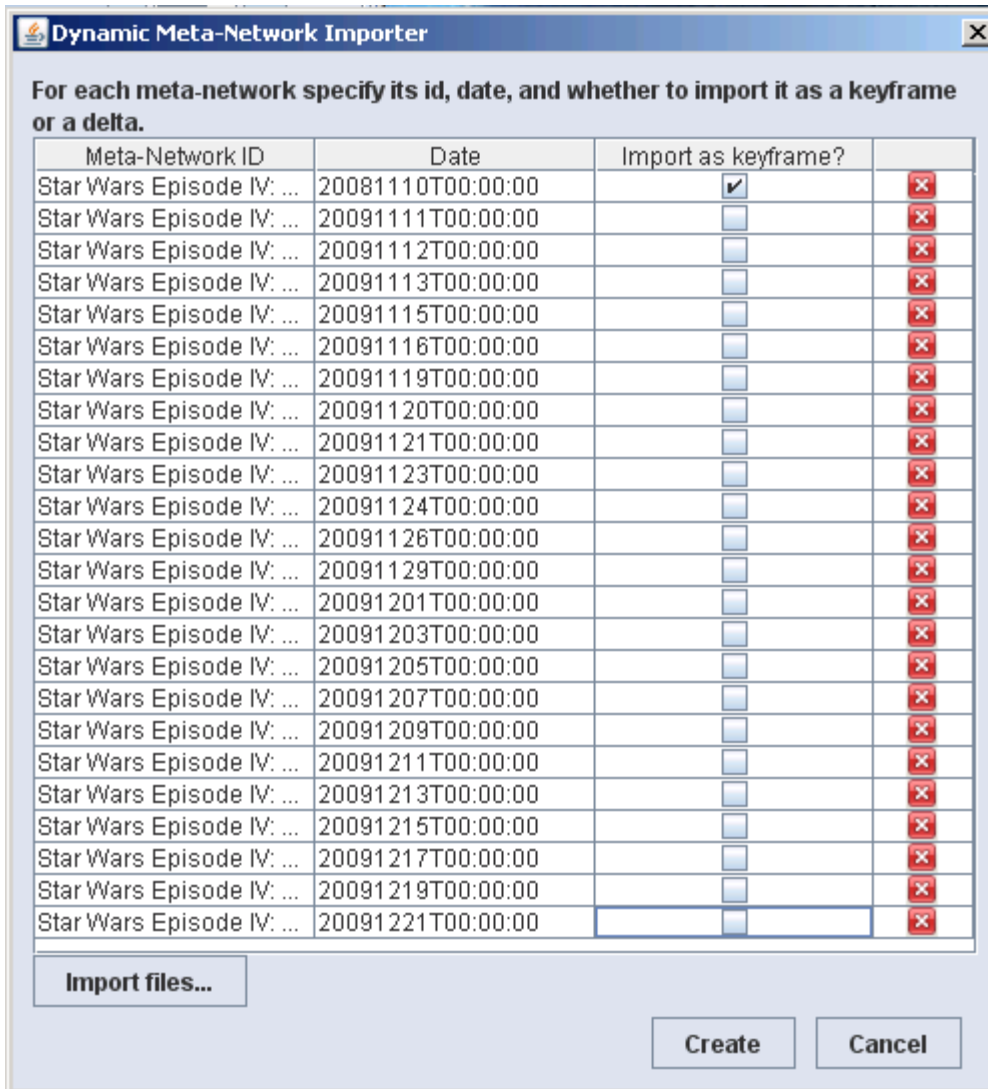 Dynamic Meta-Network Importer
For each meta-network specify its id, date, and whether to import it as a keyframe
or a delta.
Meta-Network ID Date Import as keyframe?
Star Wars Episode IV: ... 20081110T00:00:00
Star Wars Episode IV: ... 20091111T00:00:00
Star Wars Episode IV: ... 20091112T00:00:00
Star Wars Episode IV: ... 20091113T00:00:00
Star Wars Episode IV: ... 20091115T00:00:00
Star Wars Episode IV: ... 20091116T00:00:00
Star Wars Episode IV: ... 20091119T00:00:00
Star Wars Episode IV: ... 20091120T00:00:00
Star Wars Episode IV: ... 20091121T00:00:00
Star Wars Episode IV: ... 20091123T00:00:00
Star Wars Episode IV: ... 20091124T00:00:00
Star Wars Episode IV: ... 20091126T00:00:00
Star Wars Episode IV: ... 20091129T00:00:00
Star Wars Episode IV: ... 20091201T00:00:00
Star Wars Episode IV: ... 20091203T00:00:00
Star Wars Episode IV: ... 20091205T00:00:00
Star Wars Episode IV: ... 20091207T00:00:00
Star Wars Episode IV: ... 20091209T00:00:00
Star Wars Episode IV: ... 20091211T00:00:00
Star Wars Episode IV: ... 20091213T00:00:00
Star Wars Episode IV: ... 20091215T00:00:00
Star Wars Episode IV: ... 20091217T00:00:00
Star Wars Episode IV: ... 20091219T00:00:00
Star Wars Episode IV: ... 20091221T00:00:00
Import files...
Create Cancel